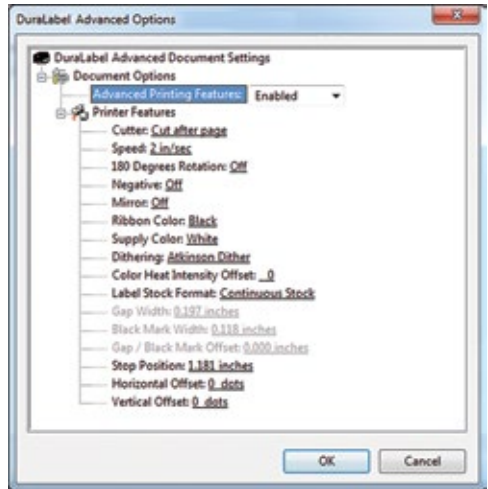 DuraLabel Advanced Options
DuraLabel Advanced Document Settings
Document Options
Advanced Printing Features: Enabled
Printer Features
Cutter: Cut after page
Speed: 2 in/sec
180 Degrees Rotation: Off
Negative: Off
Mirror: Off
Ribbon Color: Black
Supply Color: White
Dithering: Atkinson Dither
Color Heat Intensity Offset: 0
Label Stock Format: Continuous Stock
Gap Width: 0.197 inches
Black Mark Width: 0.118 inches
Gap / Black Mark Offset: 0.000 inches
Stop Position: 1.181 inches
Horizontal Offset: 0 dots
Vertical Offset: 0 dots
OK Cancel